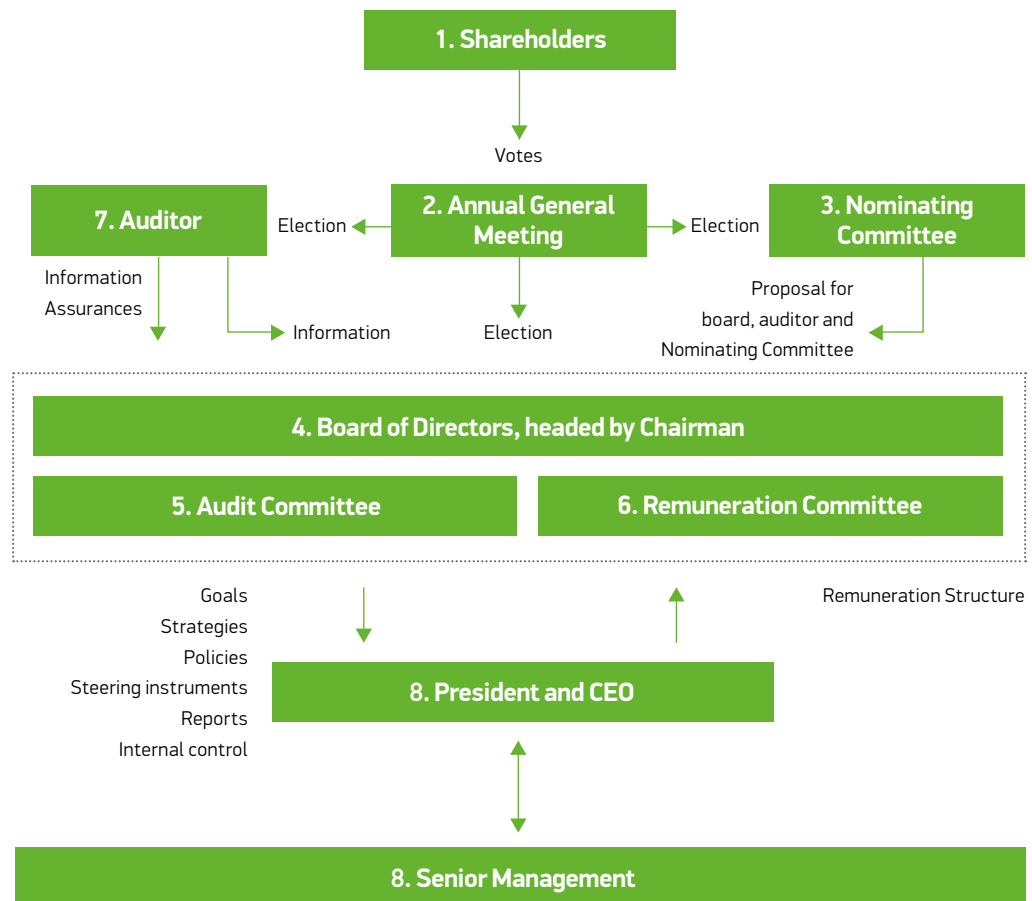 1. Shareholders
Votes
7. Auditor
Election
2. Annual General
Meeting
Election
3. Nominating
Committee
Information
Assurances
Information
Election
Proposal for
board, auditor and
Nominating Committee
4. Board of Directors, headed by Chairman
5. Audit Committee
6. Remuneration Committee
Goals
Strategies
Policies
Steering instruments
Reports
Internal control
Remuneration Structure
8. President and CEO
8. Senior Management